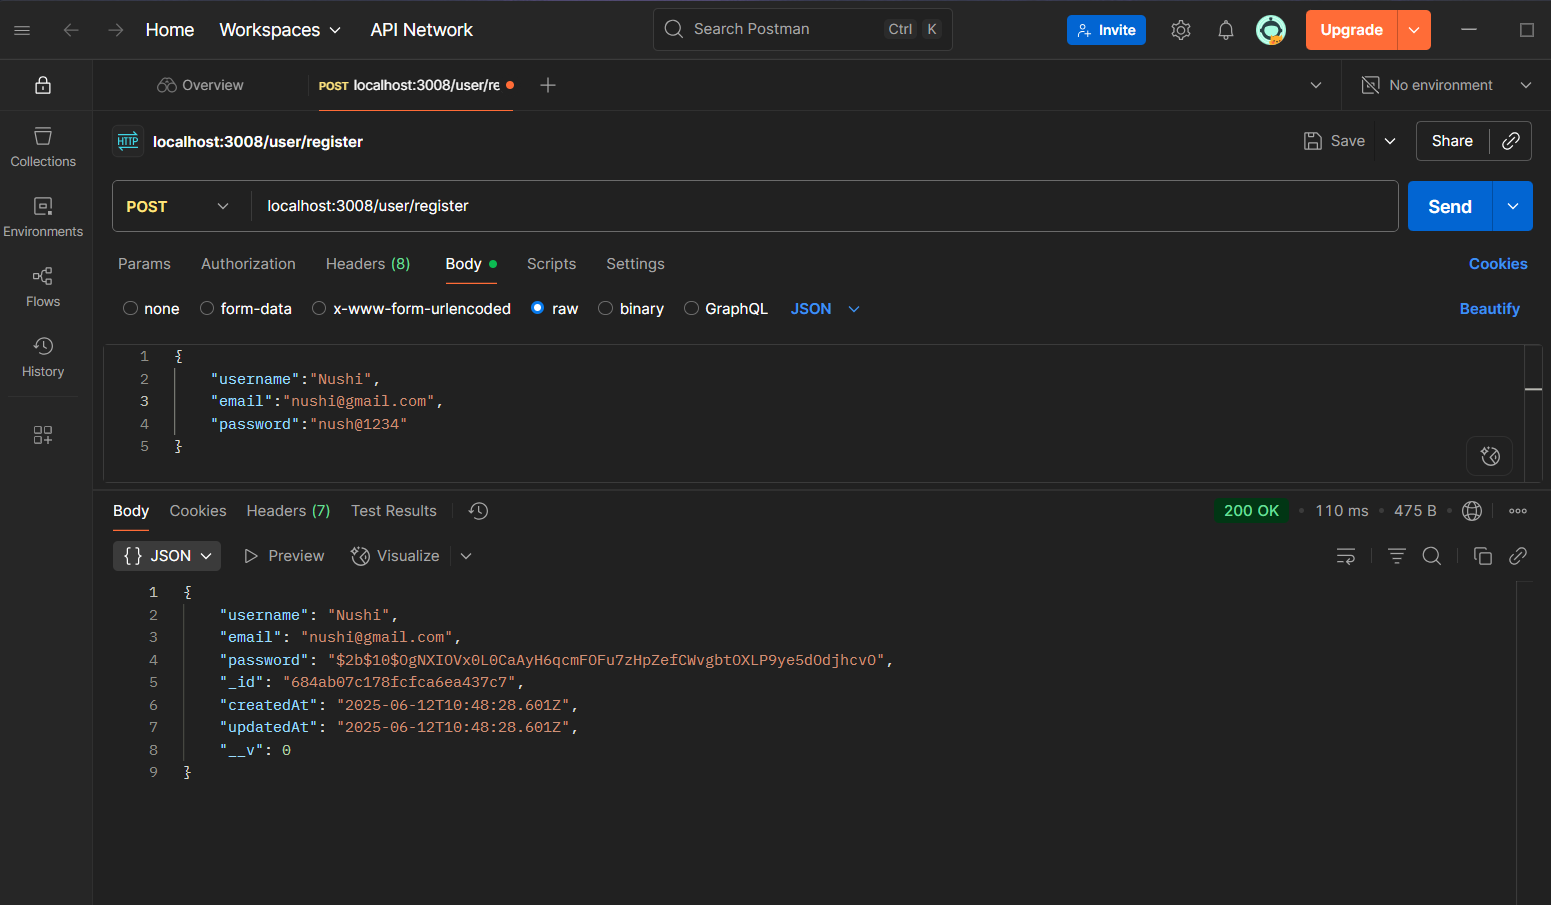 Home Workspaces API Network Search Postman Ctrl K Invite Upgrade
Overview POST localhost:3008/user/re No environment
HTTP localhost:3008/user/register Save Share
Collections
POST localhost:3008/user/register Send
Environments
Params Authorization Headers (8) Body Scripts Settings Cookies
Flows
none form-data x-www-form-urlencoded raw binary GraphQL JSON Beautify
History
1 {
2 "username":"Nushi",
3 "email":"nushi@gmail.com",
4 "password":"nush@1234"
5 }
Body Cookies Headers (7) Test Results 200 OK • 110 ms • 475 B •
{} JSON Preview Visualize
1 {
2 "username": "Nushi",
3 "email": "nushi@gmail.com",
4 "password": "$2b$10$OgNXIOVx0L0CaAyH6qcmFOFu7zHpZefCWvgbtOXLP9ye5dOdjhcvO",
5 "_id": "684ab07c178fcfca6ea437c7",
6 "createdAt": "2025-06-12T10:48:28.601Z",
7 "updatedAt": "2025-06-12T10:48:28.601Z",
8 "__v": 0
9 }